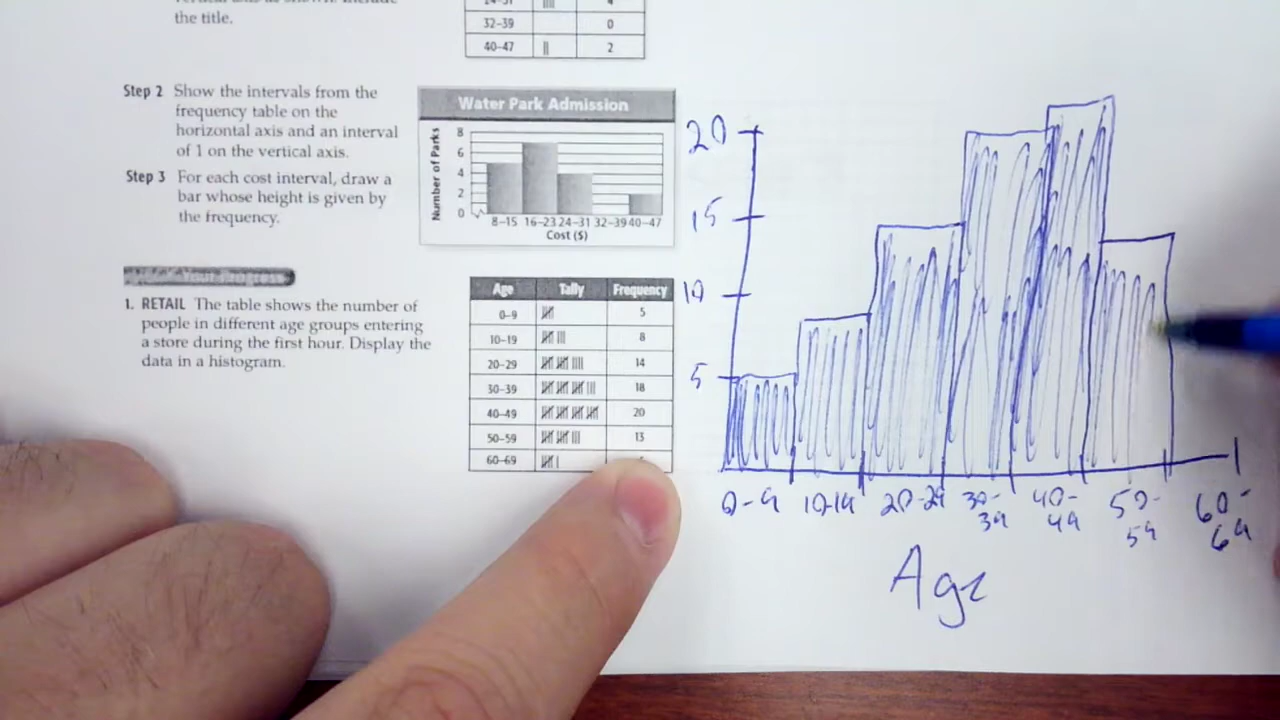 the title.
32–39 0
40–47 || 2
Step 2 Show the intervals from the
frequency table on the
horizontal axis and an interval
of 1 on the vertical axis.
Step 3 For each cost interval, draw a
bar whose height is given by
the frequency.
Water Park Admission
Number of Parks
8
6
4
2
0
8–15 16–23 24–31 32–39 40–47
Cost ($)
Your Progress
1. RETAIL The table shows the number of
people in different age groups entering
a store during the first hour. Display the
data in a histogram.
Age Tally Frequency
0–9 5
10–19 8
20–29 14
30–39 18
40–49 20
50–59 13
60–69
20
15
10
5
0-9 10-19 20-29 30-39 40-49 50-59 60-69
Age